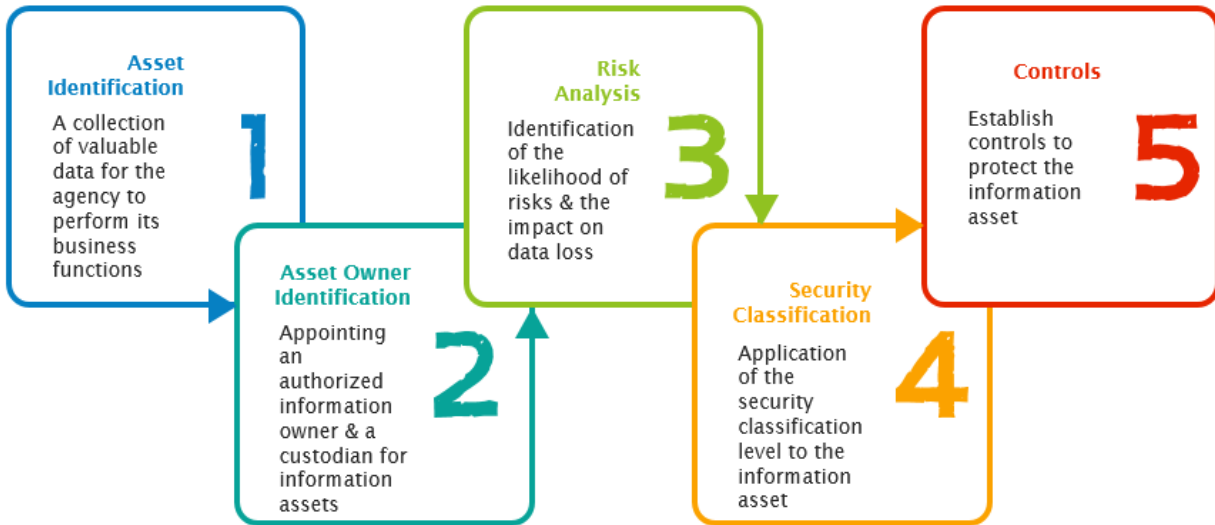 Asset
Identification
A collection
of valuable
data for the
agency to
perform its
business
functions
1
Asset Owner
Identification
Appointing
an
authorized
information
owner & a
custodian for
information
assets
2
Risk
Analysis
Identification
of the
likelihood of
risks & the
impact on
data loss
3
Security
Classification
Application
of the
security
classification
level to the
information
asset
4
Controls
Establish
controls to
protect the
information
asset
5